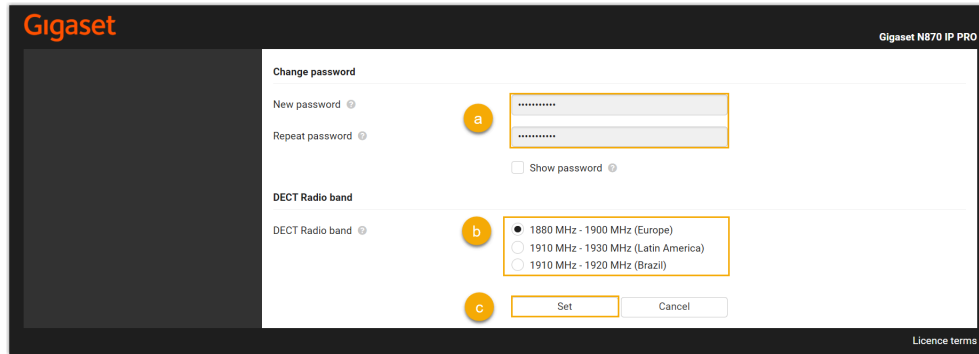 Gigaset
Gigaset N870 IP PRO
Change password
New password
•••••••••••
a
Repeat password
•••••••••••
Show password
DECT Radio band
DECT Radio band
b
1880 MHz - 1900 MHz (Europe)
1910 MHz - 1930 MHz (Latin America)
1910 MHz - 1920 MHz (Brazil)
c
Set
Cancel
Licence terms